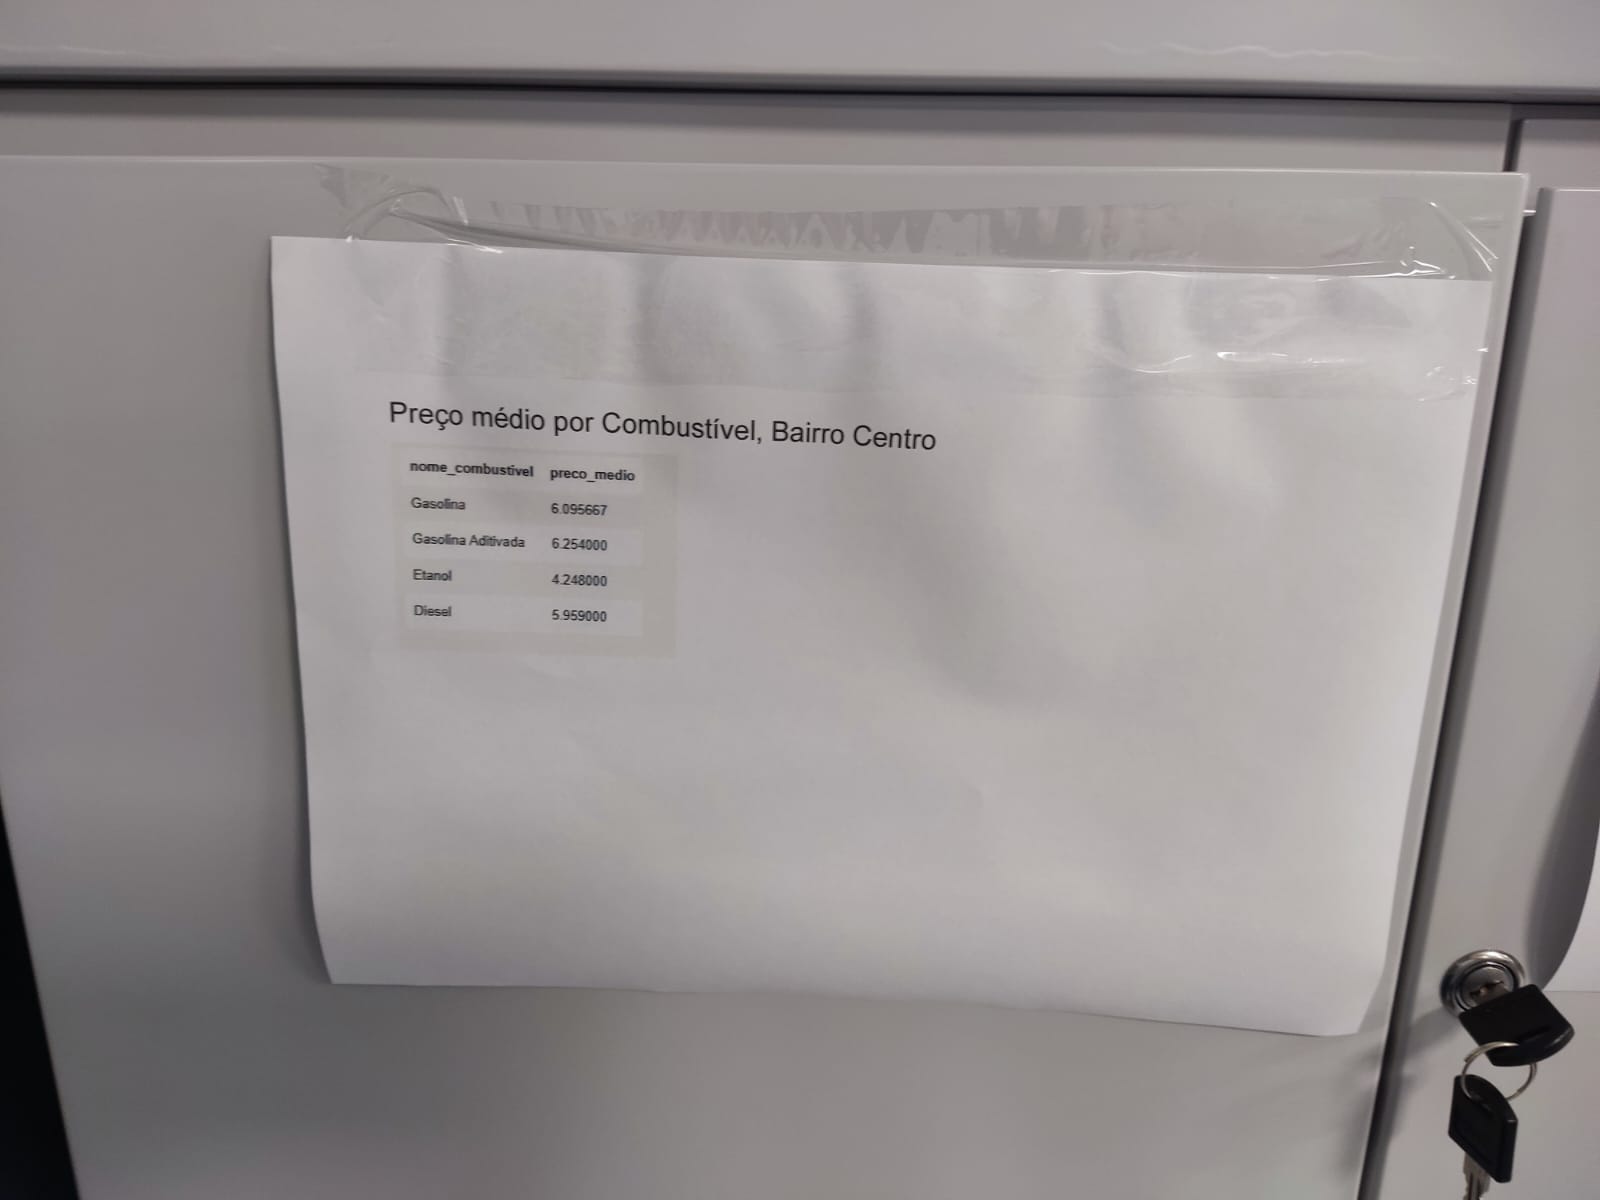 Preço médio por Combustível, Bairro Centro
nome_combustivel preco_medio
Gasolina 6.095667
Gasolina Aditivada 6.254000
Etanol 4.248000
Diesel 5.959000